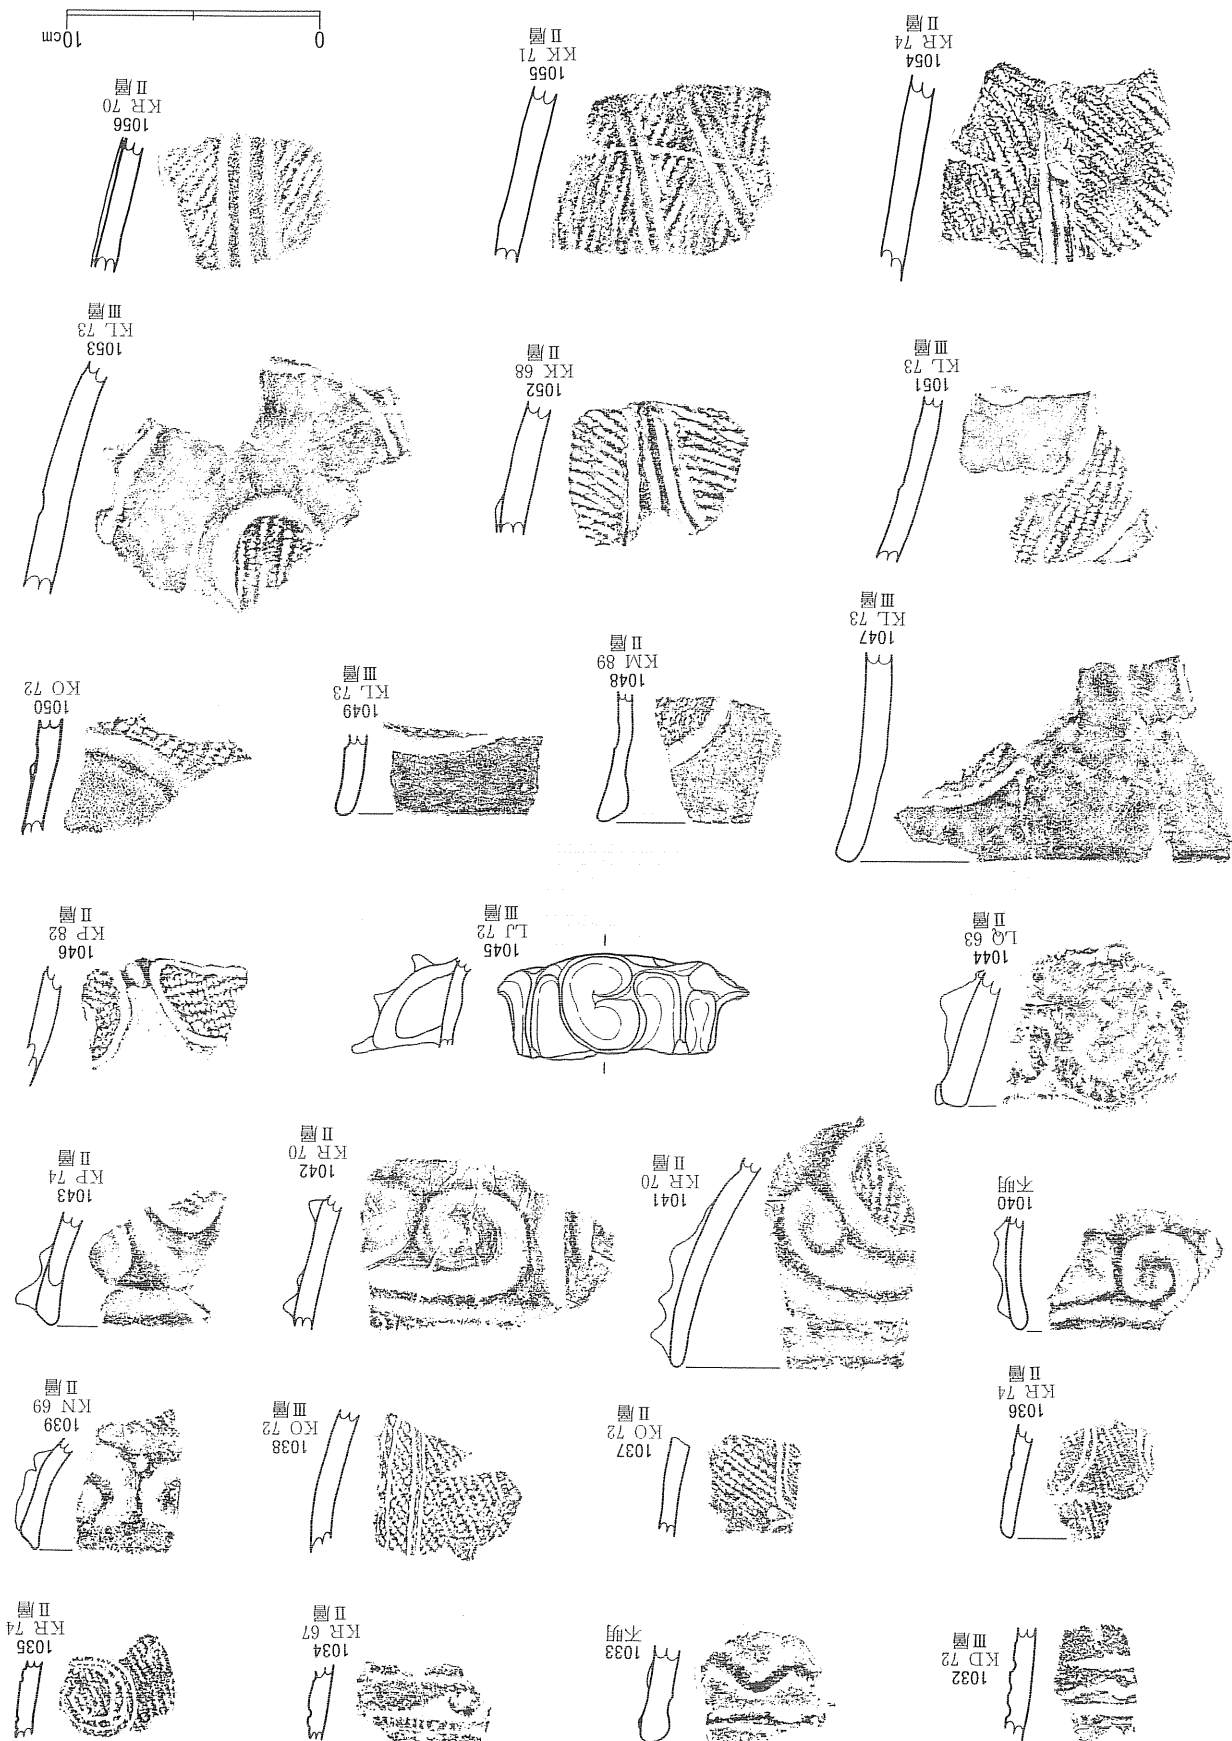 1032
KD 72
III層
1033
不明
1034
KR 67
II層
1035
KR 74
II層
1036
KR 74
II層
1037
KO 72
II層
1038
KO 72
III層
1039
KN 69
II層
1040
不明
1041
KR 70
II層
1042
KR 70
II層
1043
KP 74
II層
1044
LQ 63
II層
1045
LJ 72
III層
1046
KP 82
II層
1047
KL 73
III層
1048
KM 89
II層
1049
KL 73
III層
1050
KO 72
1051
KL 73
III層
1052
KK 68
II層
1053
KL 73
III層
1054
KR 74
II層
1055
KK 71
II層
1056
KR 70
II層
0
10cm